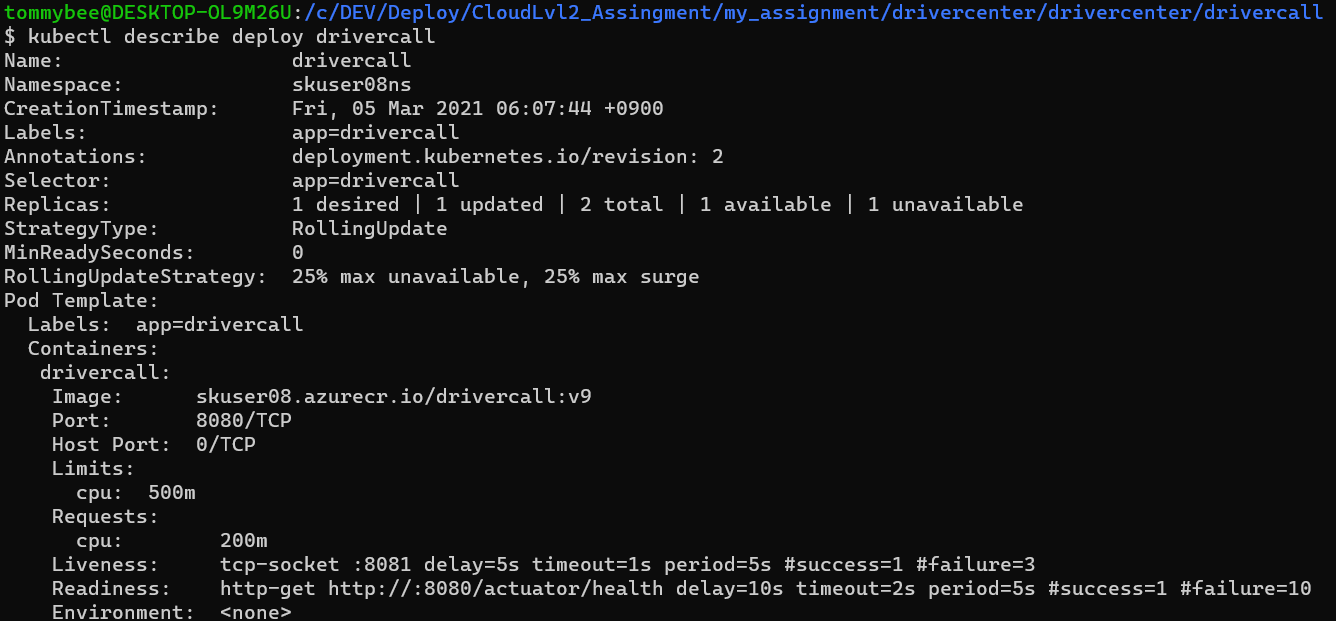 tommybee@DESKTOP-OL9M26U:/c/DEV/Deploy/CloudLvl2_Assingment/my_assignment/drivercenter/drivercenter/drivercall
$ kubectl describe deploy drivercall
Name:                   drivercall
Namespace:              skuser08ns
CreationTimestamp:      Fri, 05 Mar 2021 06:07:44 +0900
Labels:                 app=drivercall
Annotations:            deployment.kubernetes.io/revision: 2
Selector:               app=drivercall
Replicas:               1 desired | 1 updated | 2 total | 1 available | 1 unavailable
StrategyType:           RollingUpdate
MinReadySeconds:        0
RollingUpdateStrategy:  25% max unavailable, 25% max surge
Pod Template:
  Labels:  app=drivercall
  Containers:
   drivercall:
    Image:      skuser08.azurecr.io/drivercall:v9
    Port:       8080/TCP
    Host Port:  0/TCP
    Limits:
      cpu:  500m
    Requests:
      cpu:        200m
    Liveness:     tcp-socket :8081 delay=5s timeout=1s period=5s #success=1 #failure=3
    Readiness:    http-get http://:8080/actuator/health delay=10s timeout=2s period=5s #success=1 #failure=10
    Environment:  <none>